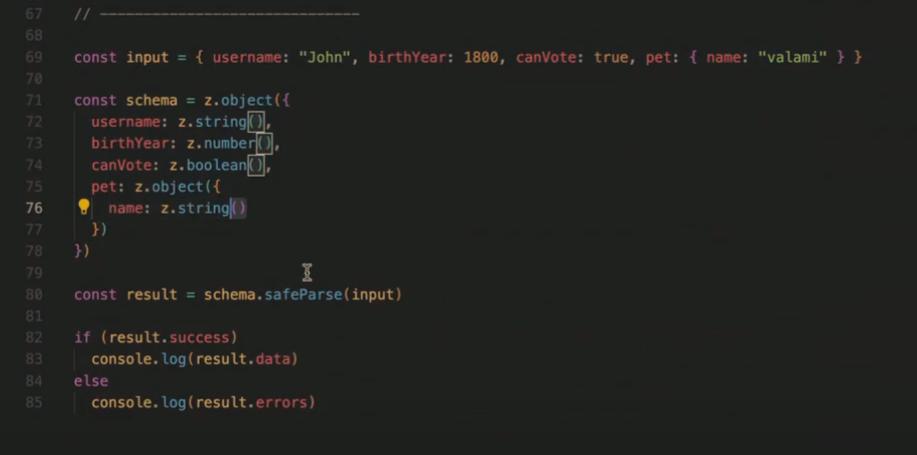 67 // ------------------------------
68
69 const input = { username: "John", birthYear: 1800, canVote: true, pet: { name: "valami" } }
70
71 const schema = z.object({
72   username: z.string(),
73   birthYear: z.number(),
74   canVote: z.boolean(),
75   pet: z.object({
76     name: z.string()
77   })
78 })
79
80 const result = schema.safeParse(input)
81
82 if (result.success)
83   console.log(result.data)
84 else
85   console.log(result.errors)